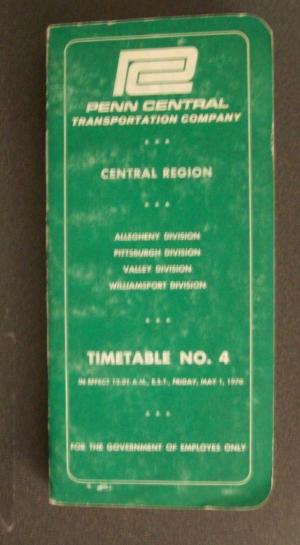 PENN CENTRAL
TRANSPORTATION COMPANY
* * *
CENTRAL REGION
* * *
ALLEGHENY DIVISION
PITTSBURGH DIVISION
VALLEY DIVISION
WILLIAMSPORT DIVISION
* * *
TIMETABLE NO. 4
IN EFFECT 12:01 A.M., E.S.T., FRIDAY, MAY 1, 1970
* * *
FOR THE GOVERNMENT OF EMPLOYES ONLY